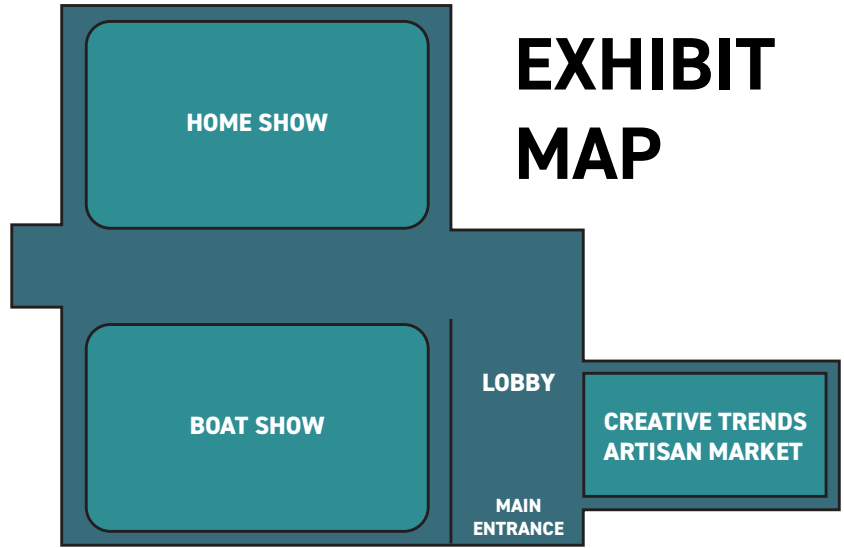 EXHIBIT
MAP
HOME SHOW
BOAT SHOW
LOBBY
CREATIVE TRENDS
ARTISAN MARKET
MAIN
ENTRANCE